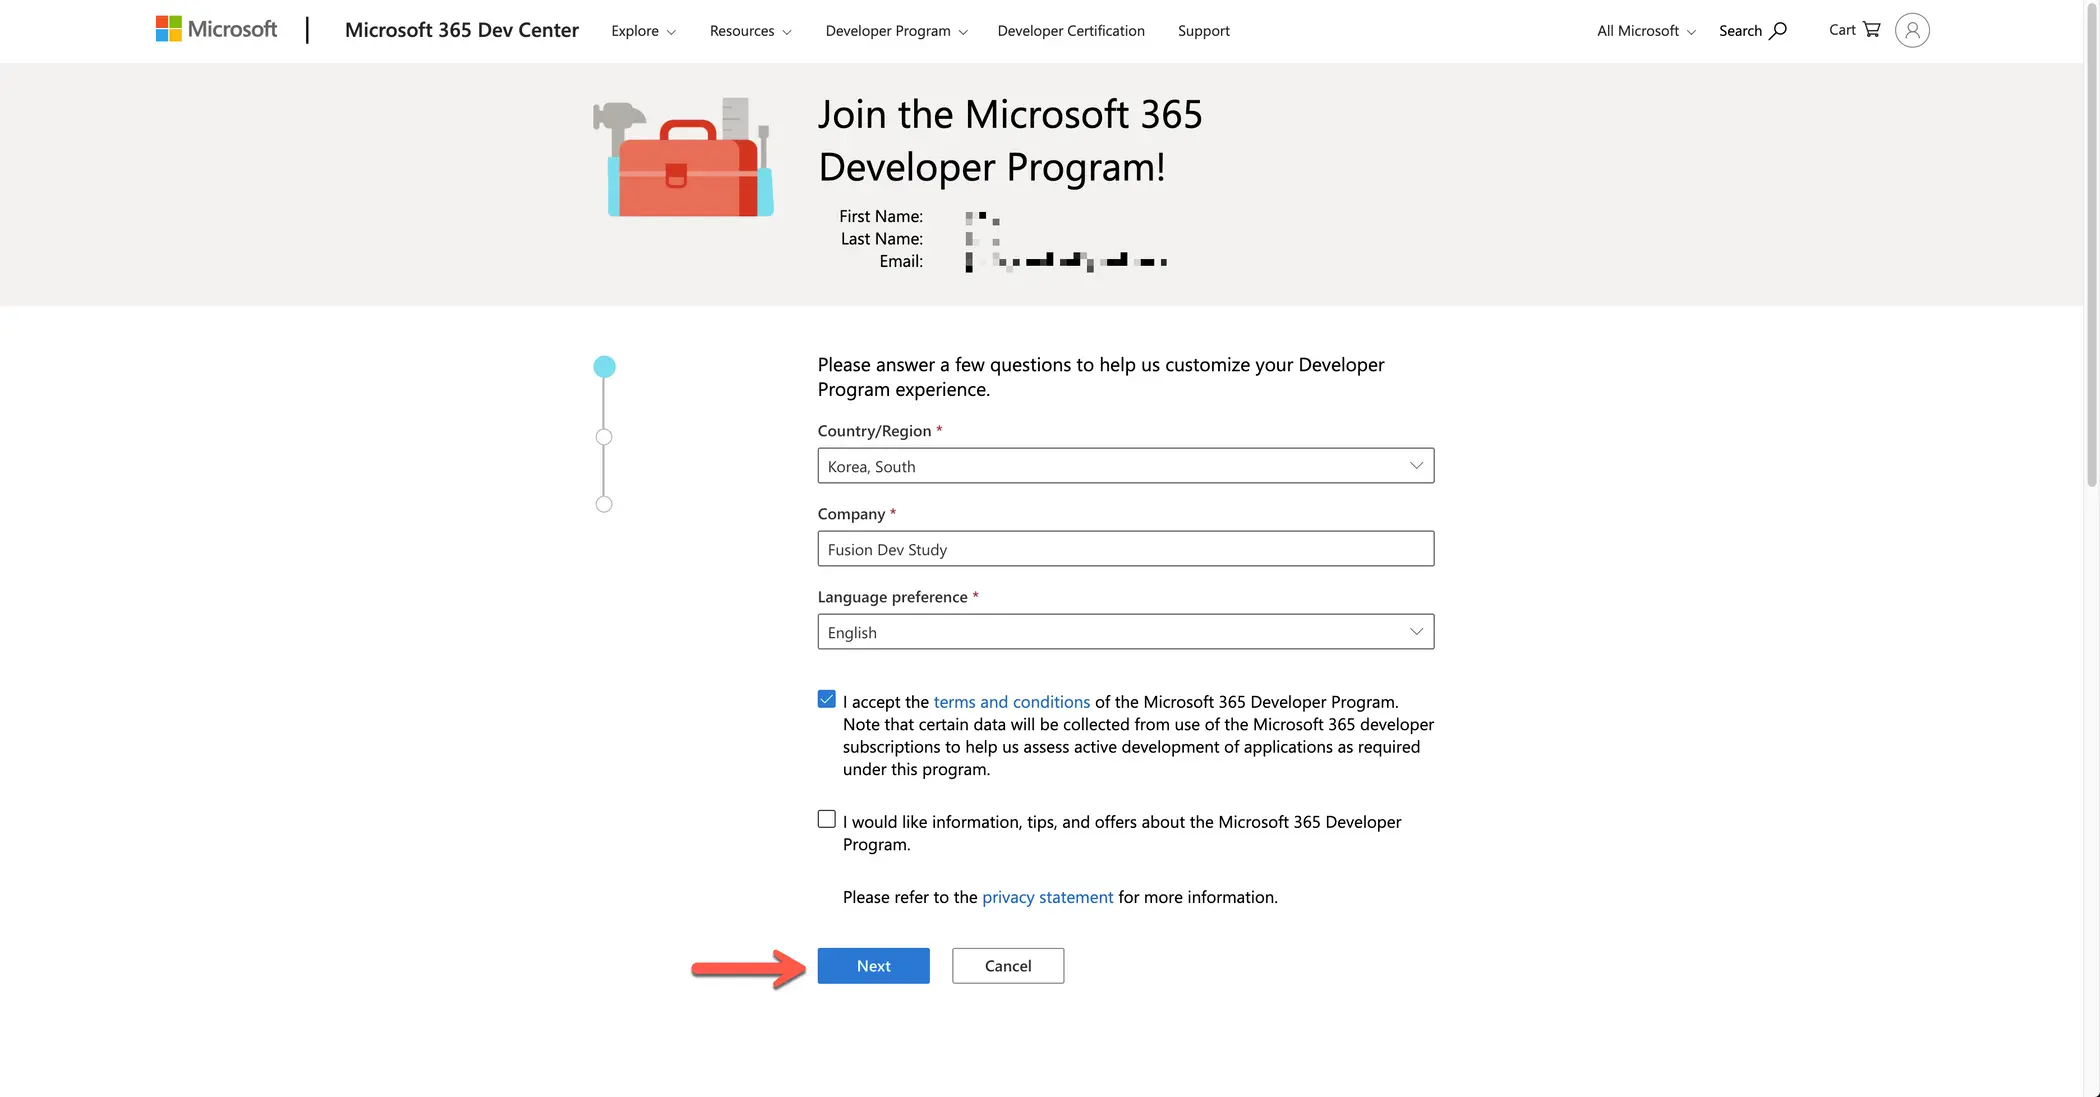 Microsoft Microsoft 365 Dev Center Explore Resources Developer Program Developer Certification Support All Microsoft Search Cart
Join the Microsoft 365
Developer Program!
First Name:
Last Name:
Email:
Please answer a few questions to help us customize your Developer
Program experience.
Country/Region *
Korea, South
Company *
Fusion Dev Study
Language preference *
English
I accept the terms and conditions of the Microsoft 365 Developer Program.
Note that certain data will be collected from use of the Microsoft 365 developer
subscriptions to help us assess active development of applications as required
under this program.
I would like information, tips, and offers about the Microsoft 365 Developer
Program.
Please refer to the privacy statement for more information.
Next Cancel